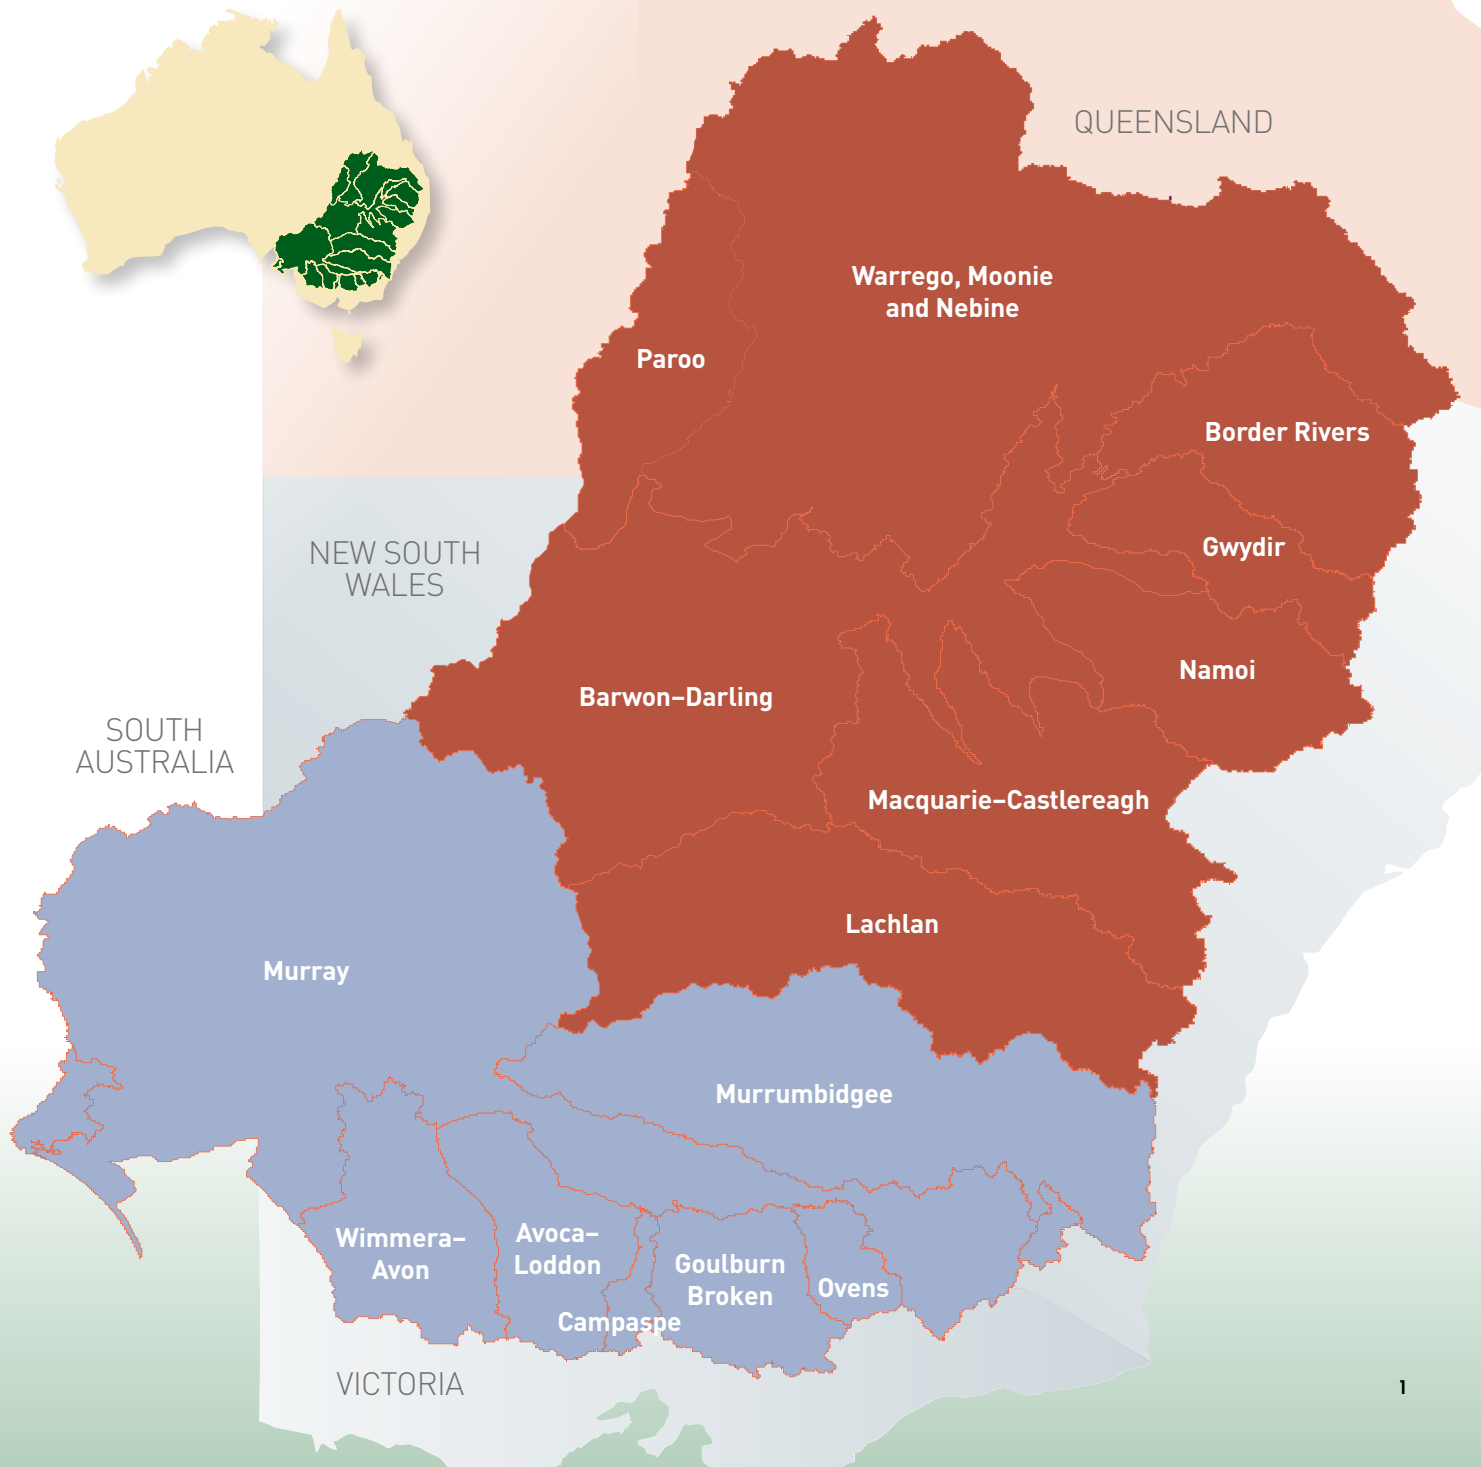 QUEENSLAND
Warrego, Moonie
and Nebine
Paroo
Border Rivers
NEW SOUTH
WALES
Gwydir
Namoi
Barwon–Darling
SOUTH
AUSTRALIA
Macquarie–Castlereagh
Lachlan
Murray
Murrumbidgee
Wimmera–
Avon
Avoca–
Loddon
Goulburn
Broken
Ovens
Campaspe
VICTORIA
1